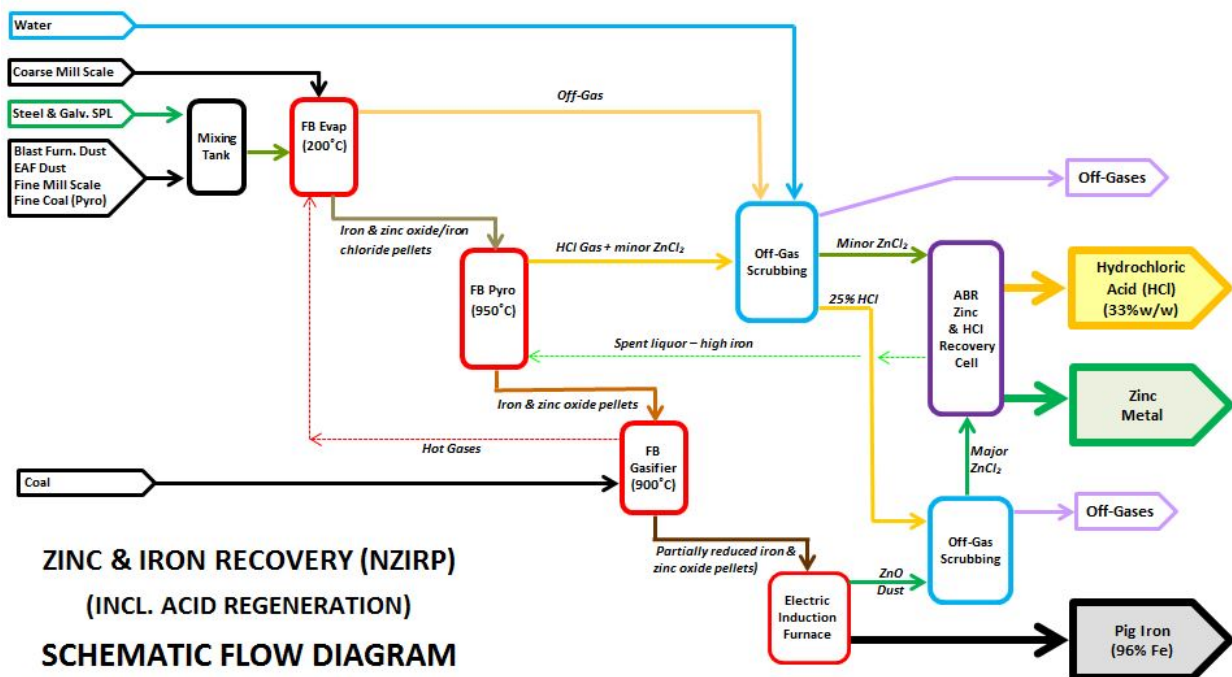 Water
Coarse Mill Scale
Steel & Galv. SPL
Blast Furn. Dust
EAF Dust
Fine Mill Scale
Fine Coal (Pyro)
Mixing
Tank
FB Evap
(200˚C)
Off-Gas
Iron & zinc oxide/iron
chloride pellets
FB Pyro
(950˚C)
HCl Gas + minor ZnCl₂
Off-Gas
Scrubbing
Off-Gases
Minor ZnCl₂
25% HCl
ABR
Zinc
& HCl
Recovery
Cell
Hydrochloric
Acid (HCl)
(33%w/w)
Spent liquor – high iron
Zinc
Metal
Iron & zinc oxide pellets
Hot Gases
FB
Gasifier
(900˚C)
Major
ZnCl₂
Coal
Off-Gas
Scrubbing
Off-Gases
Partially reduced iron &
zinc oxide pellets)
ZnO
Dust
Electric
Induction
Furnace
Pig Iron
(96% Fe)
ZINC & IRON RECOVERY (NZIRP)
(INCL. ACID REGENERATION)
SCHEMATIC FLOW DIAGRAM